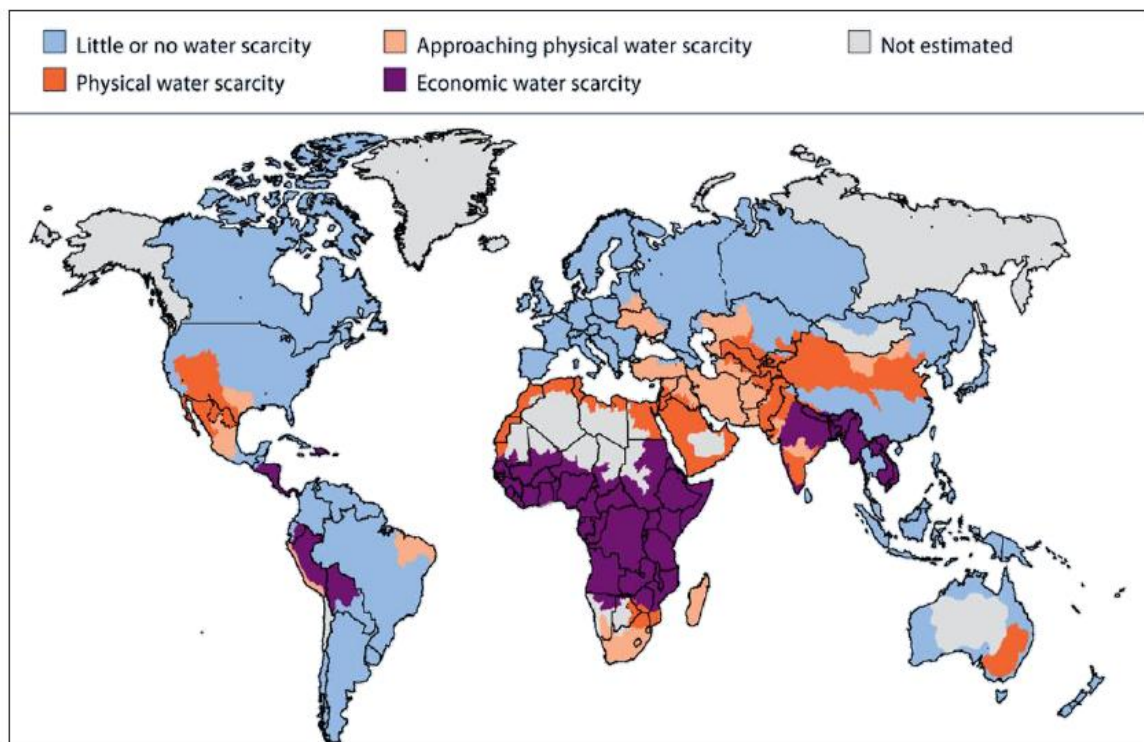 Little or no water scarcity
Approaching physical water scarcity
Not estimated
Physical water scarcity
Economic water scarcity